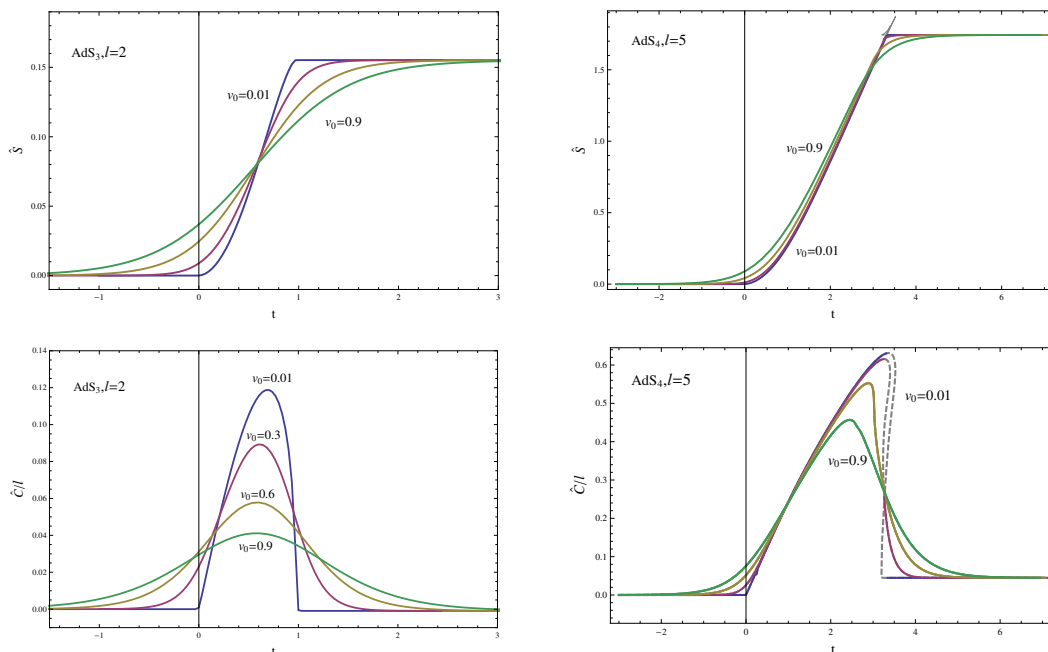 AdS3,l=2
v0=0.01
v0=0.9
Ŝ
0.15
0.10
0.05
0.00
-1 0 1 2 3
t
AdS4,l=5
v0=0.9
v0=0.01
Ŝ
1.5
1.0
0.5
0.0
-2 0 2 4 6
t
AdS3,l=2
v0=0.01
v0=0.3
v0=0.6
v0=0.9
Ĉ/l
0.14
0.12
0.10
0.08
0.06
0.04
0.02
0.00
-1 0 1 2 3
t
AdS4,l=5
v0=0.01
v0=0.9
Ĉ/l
0.6
0.5
0.4
0.3
0.2
0.1
0.0
-2 0 2 4 6
t